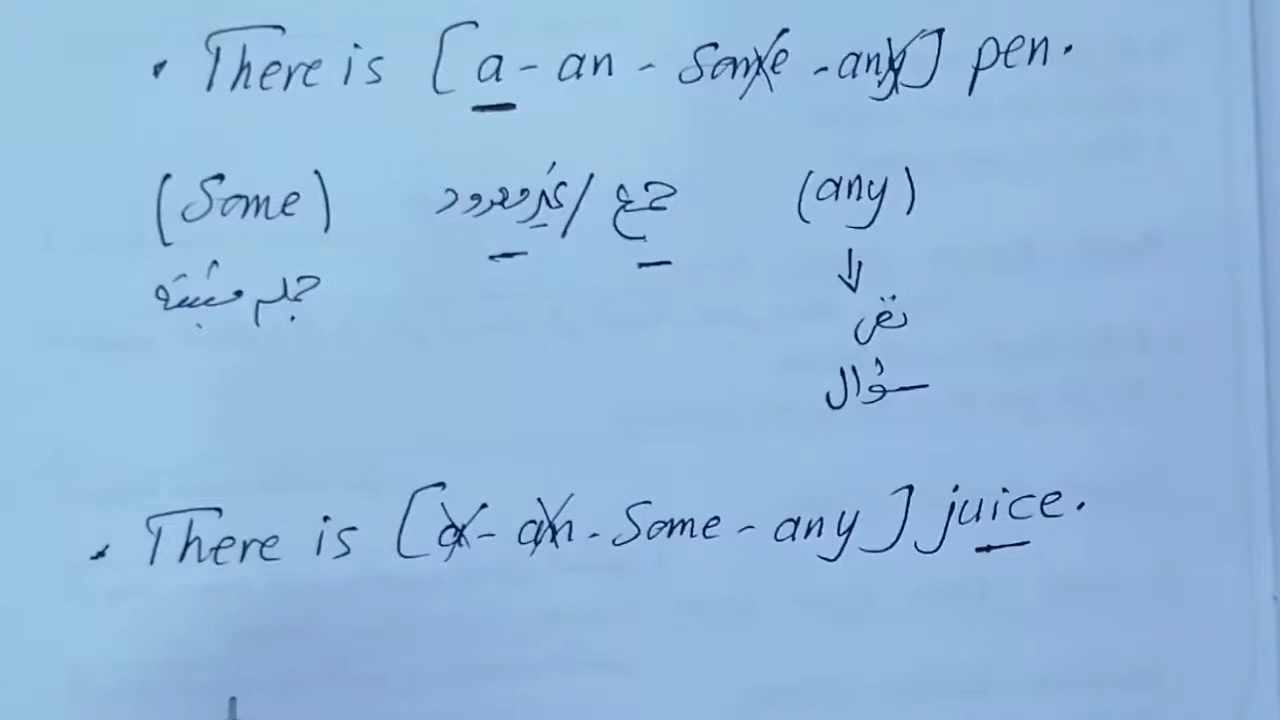 • There is [a - an - Some - any] pen.
(Some) جمع / غير معدود (any)
جمل مثبتة
سؤال
• There is [a - an - Some - any] juice.